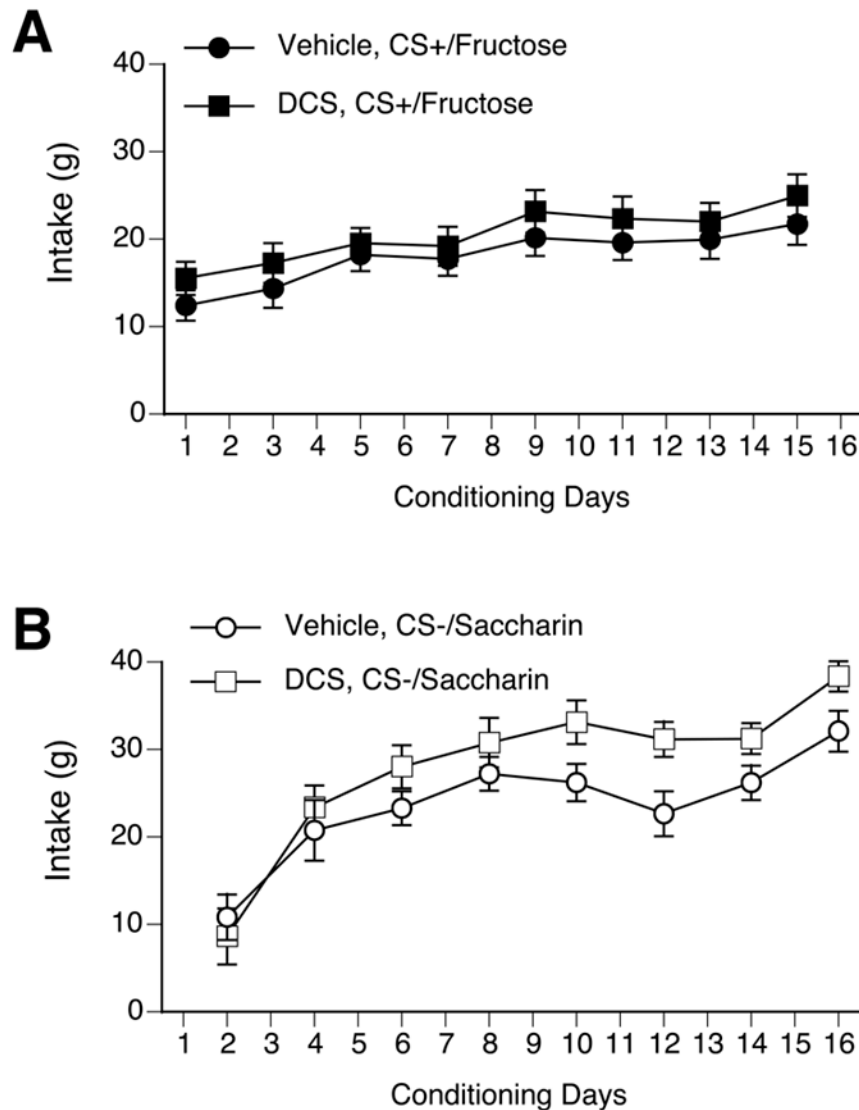 A
Vehicle, CS+/Fructose
DCS, CS+/Fructose
40
30
20
10
0
Intake (g)
1 2 3 4 5 6 7 8 9 10 11 12 13 14 15 16
Conditioning Days
B
Vehicle, CS-/Saccharin
DCS, CS-/Saccharin
40
30
20
10
0
Intake (g)
1 2 3 4 5 6 7 8 9 10 11 12 13 14 15 16
Conditioning Days